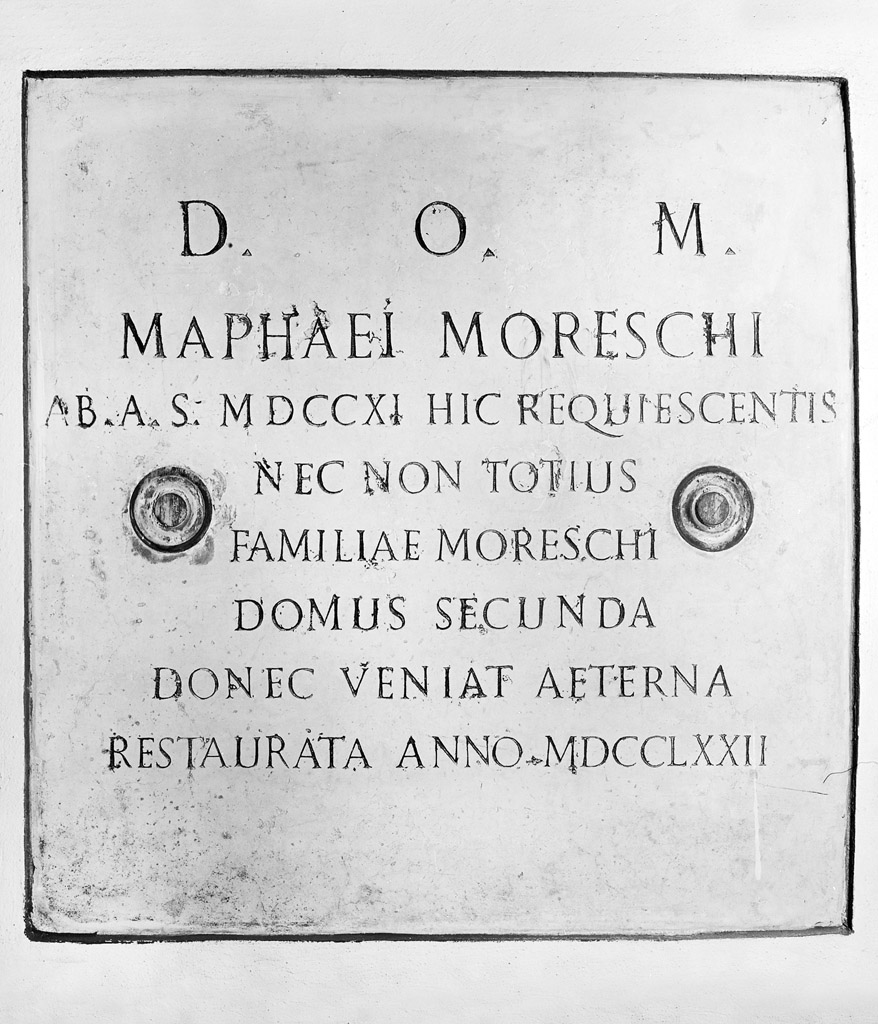 D. O. M.
MAPHAEI MORESCHI
AB. A. S. MDCCXI HIC REQUIESCENTIS
NEC NON TOTIUS
FAMILIAE MORESCHI
DOMUS SECUNDA
DONEC VENIAT AETERNA
RESTAURATA ANNO MDCCLXXII